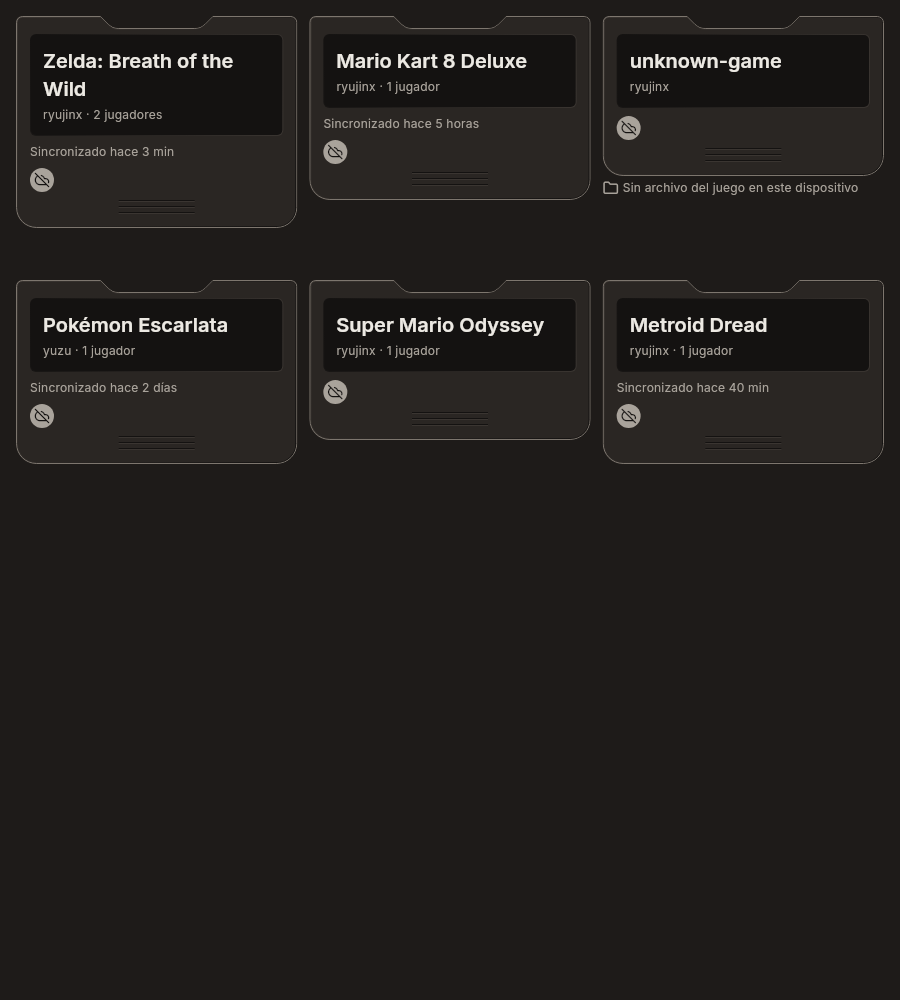 Zelda: Breath of the
Wild
ryujinx · 2 jugadores
Sincronizado hace 3 min
Mario Kart 8 Deluxe
ryujinx · 1 jugador
Sincronizado hace 5 horas
unknown-game
ryujinx
Sin archivo del juego en este dispositivo
Pokémon Escarlata
yuzu · 1 jugador
Sincronizado hace 2 días
Super Mario Odyssey
ryujinx · 1 jugador
Metroid Dread
ryujinx · 1 jugador
Sincronizado hace 40 min